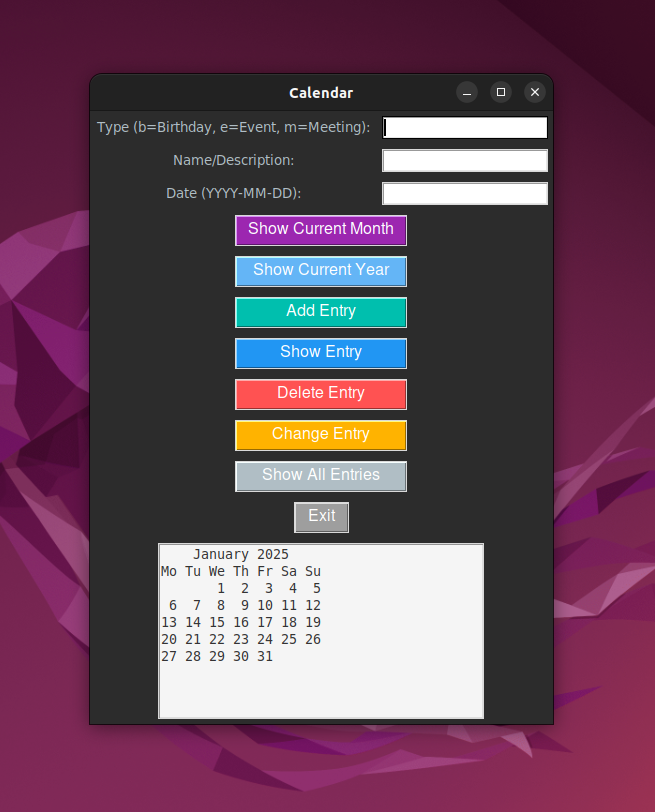 Calendar
Type (b=Birthday, e=Event, m=Meeting):
Name/Description:
Date (YYYY-MM-DD):
Show Current Month
Show Current Year
Add Entry
Show Entry
Delete Entry
Change Entry
Show All Entries
Exit
January 2025
Mo Tu We Th Fr Sa Su
1 2 3 4 5
6 7 8 9 10 11 12
13 14 15 16 17 18 19
20 21 22 23 24 25 26
27 28 29 30 31